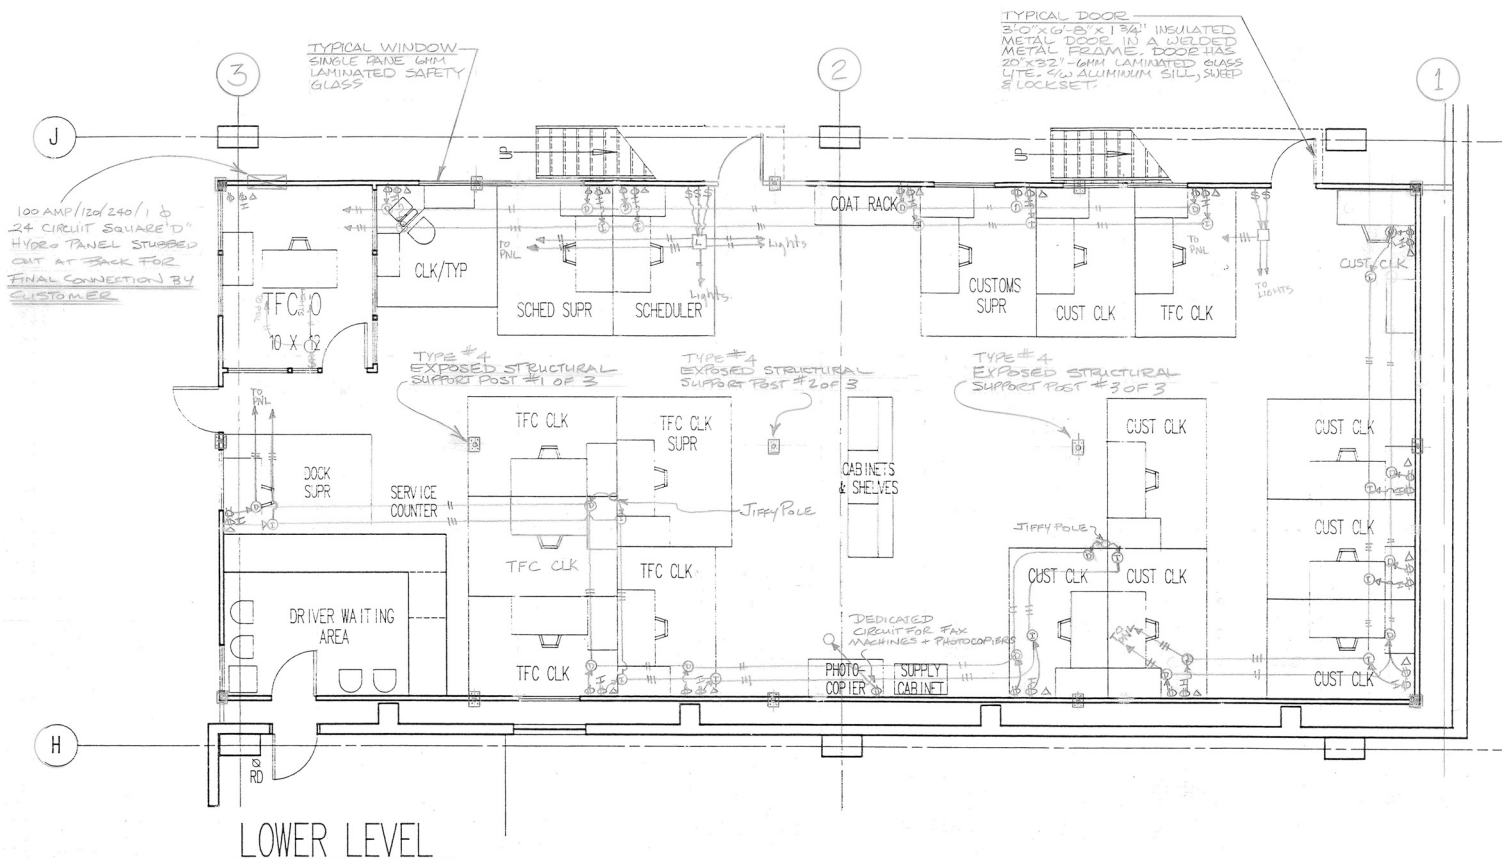 TYPICAL WINDOW
SINGLE PANE 6MM
LAMINATED SAFETY
GLASS
TYPICAL DOOR
3'-0" x 6'-8" x 1 3/4" INSULATED
METAL DOOR IN A WELDED
METAL FRAME. DOOR HAS
20" x 32" - 6MM LAMINATED GLASS
LITE. C/W ALUMINUM SILL, SWEEP
& LOCKSET.
3
2
1
J
UP
UP
100 AMP/120/240/1 ϕ
24 CIRCUIT SQUARE "D"
HYDRO PANEL STUBBED
OUT AT BACK FOR
FINAL CONNECTION BY
CUSTOMER
COAT RACK
CLK/TYP
TO
PNL
Lights
Lights
SCHED SUPR
SCHEDULER
CUSTOMS
SUPR
CUST CLK
TFC CLK
TO
PNL
TO
LIGHTS
CUST CLK
10 X 12
TYPE #4
EXPOSED STRUCTURAL
SUPPORT POST #1 OF 3
TYPE #4
EXPOSED STRUCTURAL
SUPPORT POST #2 OF 3
TYPE #4
EXPOSED STRUCTURAL
SUPPORT POST #3 OF 3
TO
PNL
DOCK
SUPR
SERVICE
COUNTER
TFC CLK
TFC CLK
SUPR
CABINETS
& SHELVES
CUST CLK
CUST CLK
JIFFY POLE
JIFFY POLE
CUST CLK
TFC CLK
TFC CLK
CUST CLK
CUST CLK
DRIVER WAITING
AREA
DEDICATED
CIRCUIT FOR FAX
MACHINES + PHOTOCOPIERS
TO
PNL
TFC CLK
PHOTO-
COPIER
SUPPLY
CABINET
CUST CLK
H
RD
LOWER LEVEL